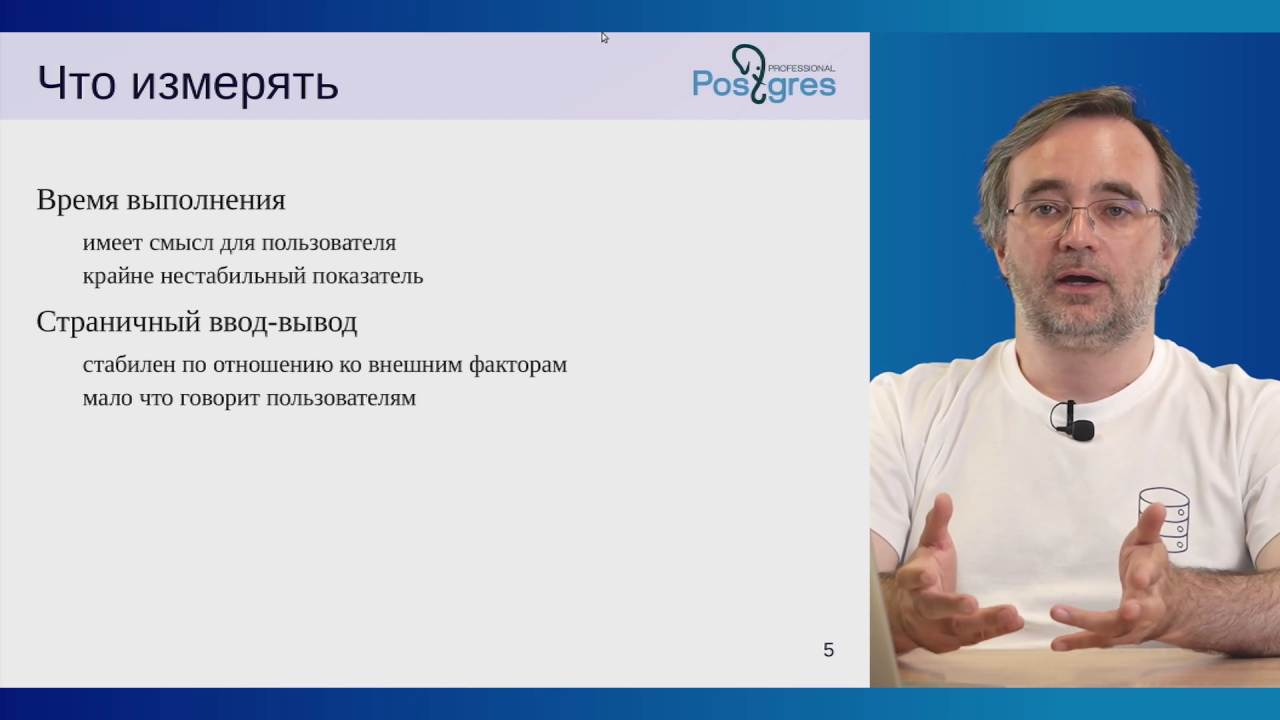 Что измерять
PROFESSIONAL
Postgres
Время выполнения
имеет смысл для пользователя
крайне нестабильный показатель
Страничный ввод-вывод
стабилен по отношению ко внешним факторам
мало что говорит пользователям
5